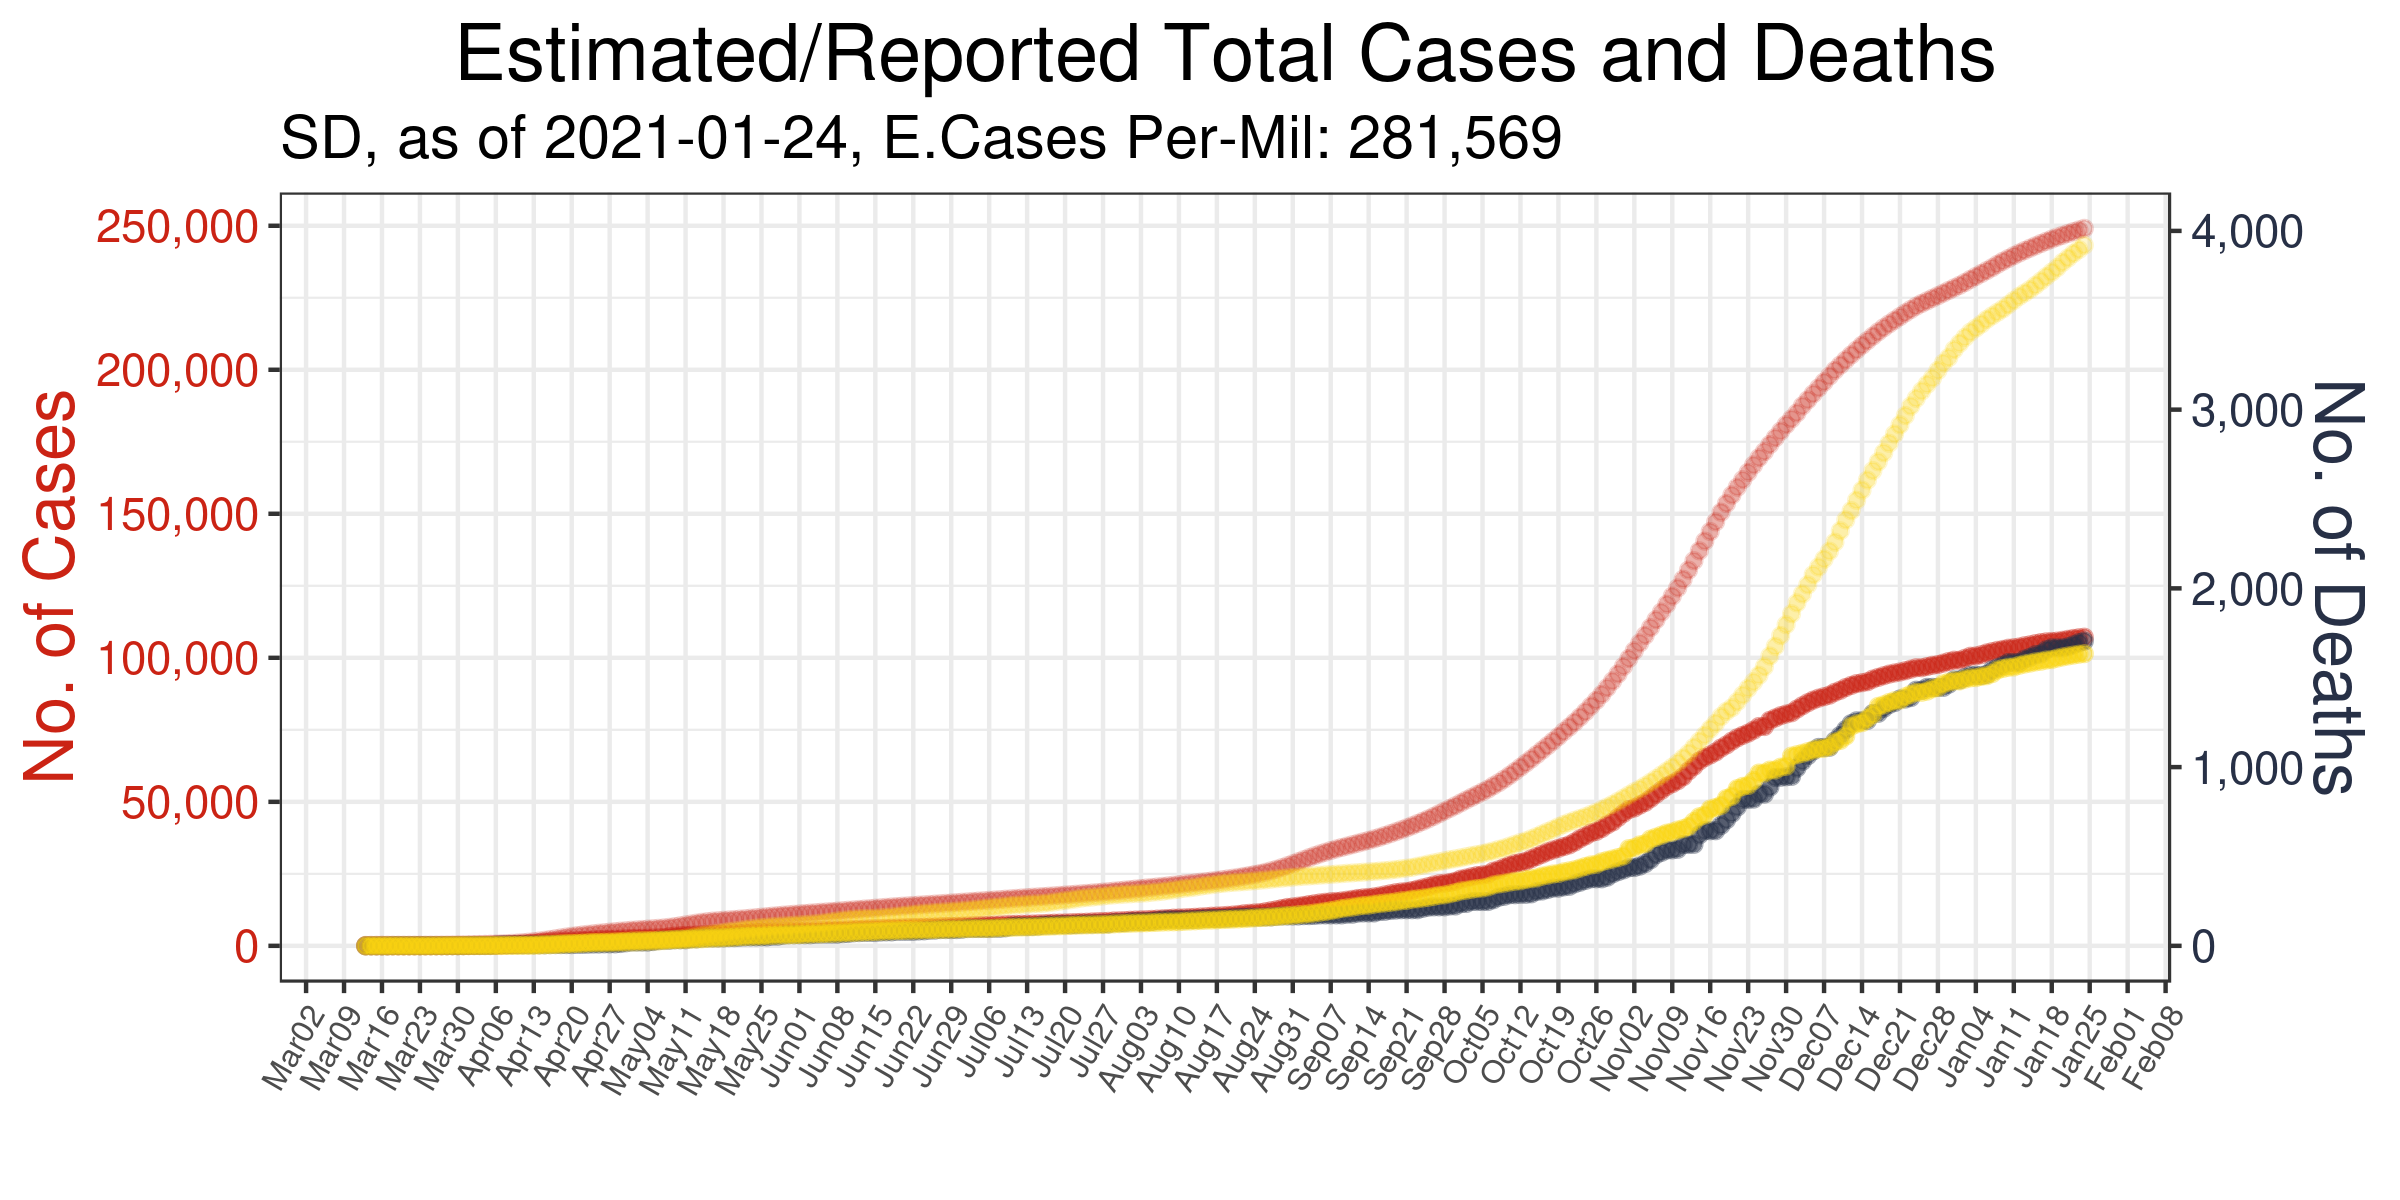 Estimated/Reported Total Cases and Deaths
SD, as of 2021-01-24, E.Cases Per-Mil: 281,569
No. of Cases
250,000
200,000
150,000
100,000
50,000
0
4,000
3,000
2,000
1,000
0
No. of Deaths
Mar02 Mar09 Mar16 Mar23 Mar30 Apr06 Apr13 Apr20 Apr27 May04 May11 May18 May25 Jun01 Jun08 Jun15 Jun22 Jun29 Jul06 Jul13 Jul20 Jul27 Aug03 Aug10 Aug17 Aug24 Aug31 Sep07 Sep14 Sep21 Sep28 Oct05 Oct12 Oct19 Oct26 Nov02 Nov09 Nov16 Nov23 Nov30 Dec07 Dec14 Dec21 Dec28 Dec04 Jan04 Jan11 Jan18 Jan25 Feb01 Feb08